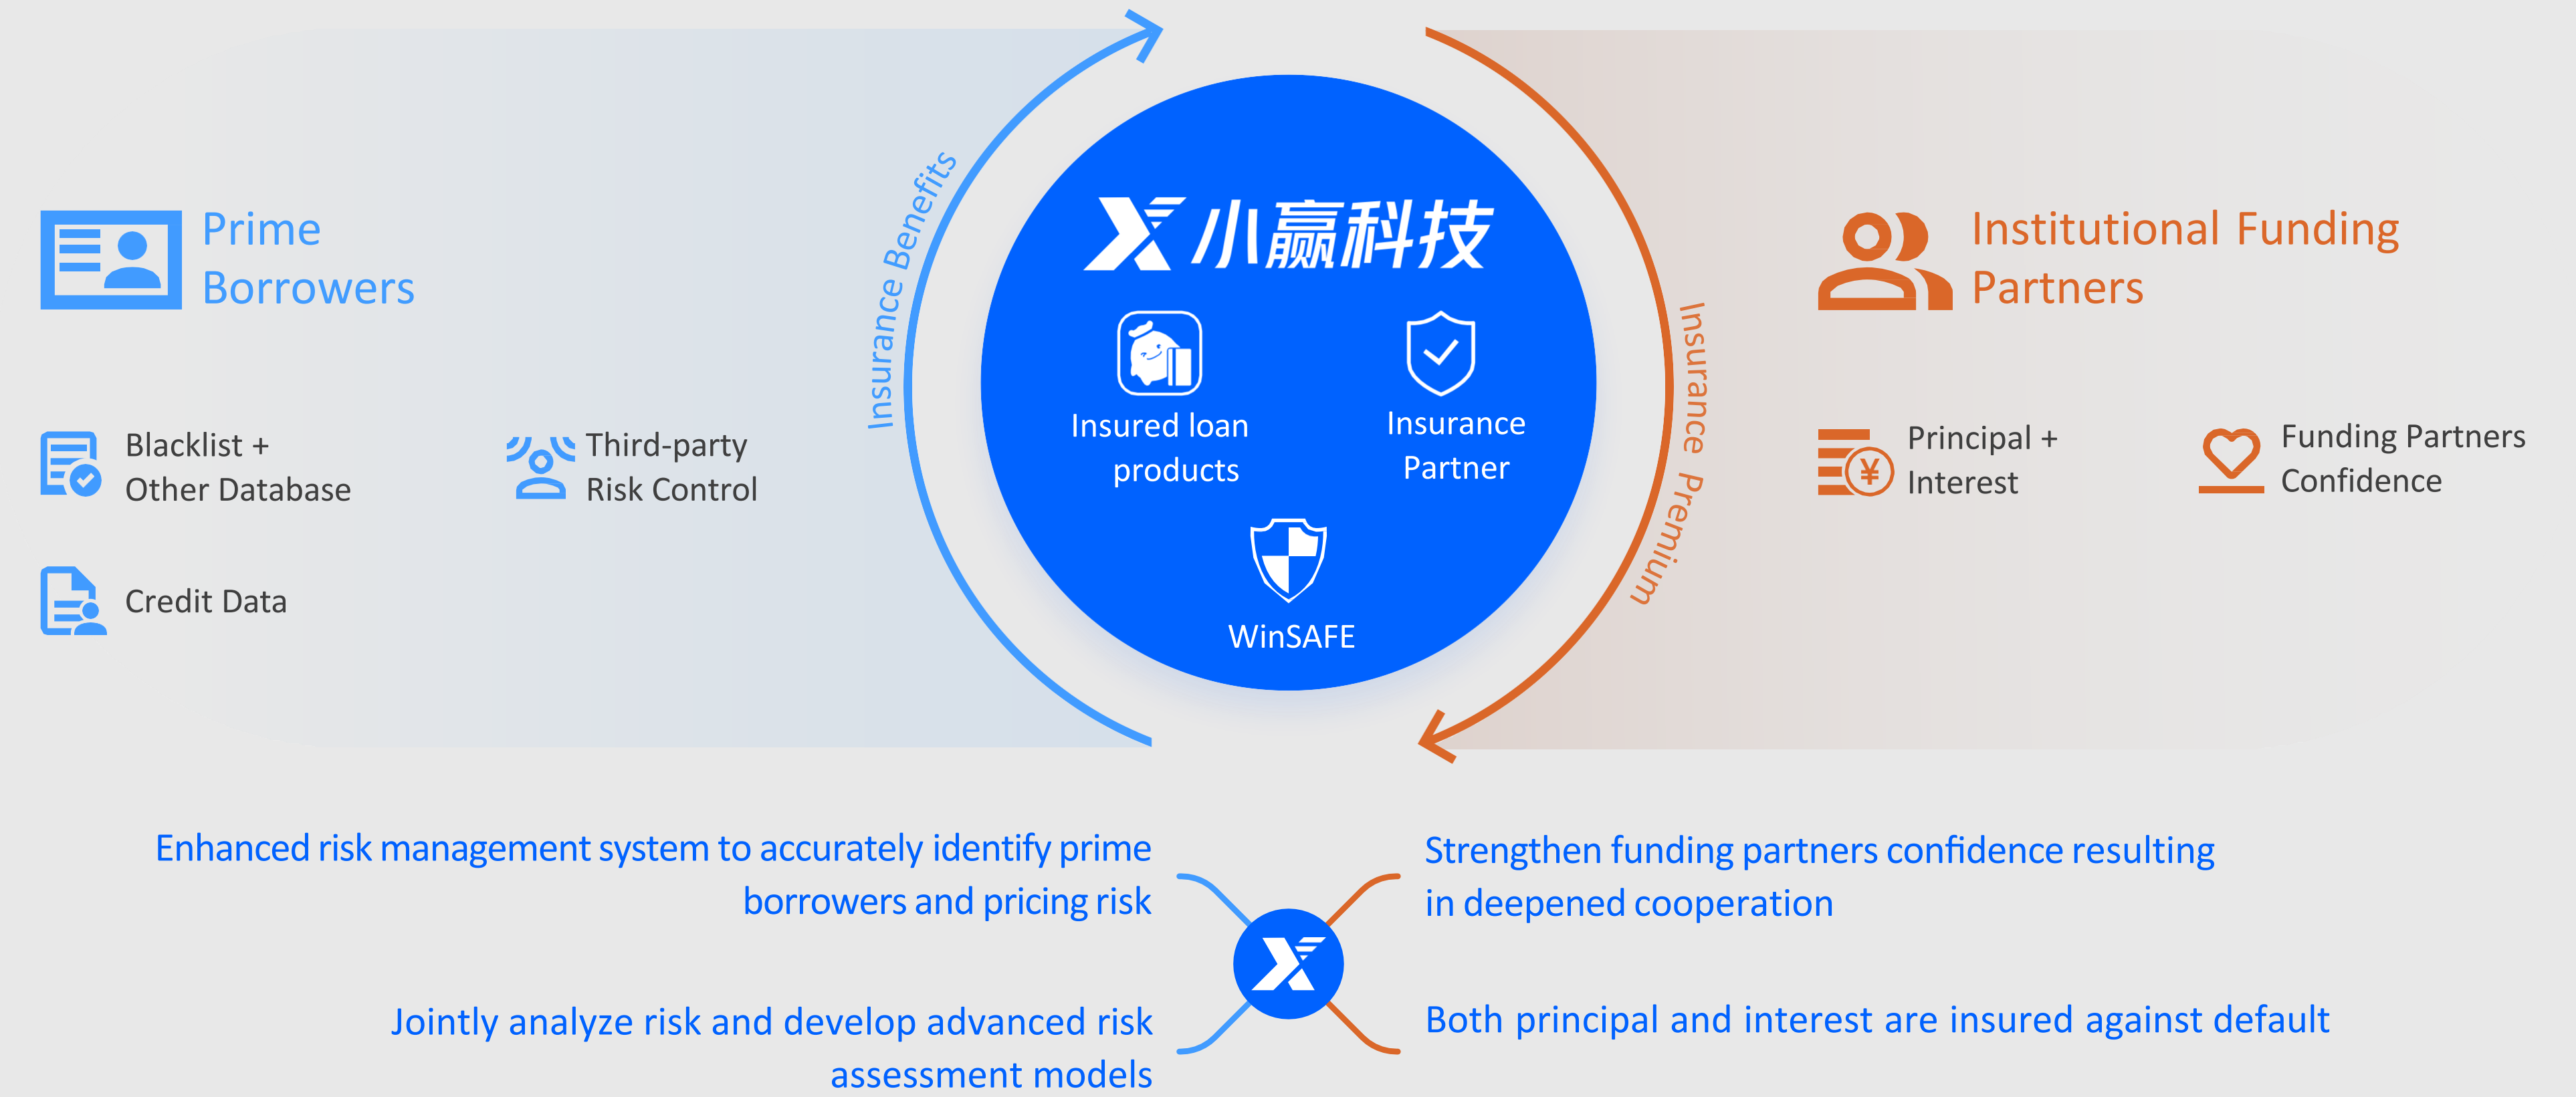 Prime
Borrowers
Blacklist +
Other Database
Third-party
Risk Control
Credit Data
Insurance Benefits
小赢科技
Insured loan
products
Insurance
Partner
WinSAFE
Insurance Premium
Institutional Funding
Partners
Principal +
Interest
Funding Partners
Confidence
Enhanced risk management system to accurately identify prime
borrowers and pricing risk
Jointly analyze risk and develop advanced risk
assessment models
Strengthen funding partners confidence resulting
in deepened cooperation
Both principal and interest are insured against default